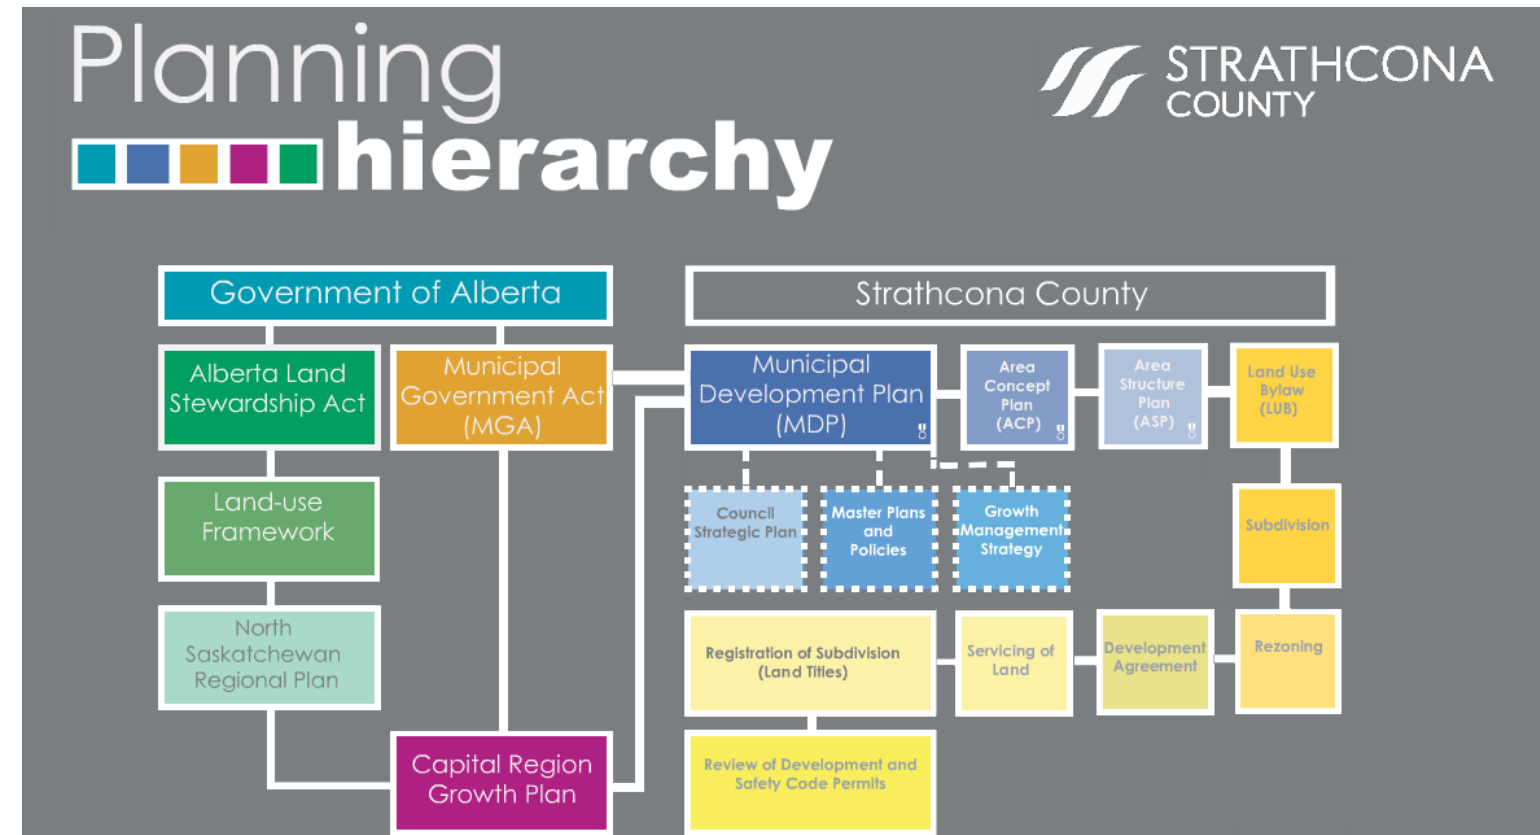 Planning
hierarchy
STRATHCONA
COUNTY
Government of Alberta
Strathcona County
Alberta Land
Stewardship Act
Municipal
Government Act
(MGA)
Municipal
Development Plan
(MDP)
Area
Concept
Plan
(ACP)
Area
Structure
Plan
(ASP)
Land Use
Bylaw
(LUB)
Land-use
Framework
Council
Strategic Plan
Master Plans
and
Policies
Growth
Management
Strategy
Subdivision
North
Saskatchewan
Regional Plan
Registration of Subdivision
(Land Titles)
Servicing of
Land
Development
Agreement
Rezoning
Capital Region
Growth Plan
Review of Development and
Safety Code Permits